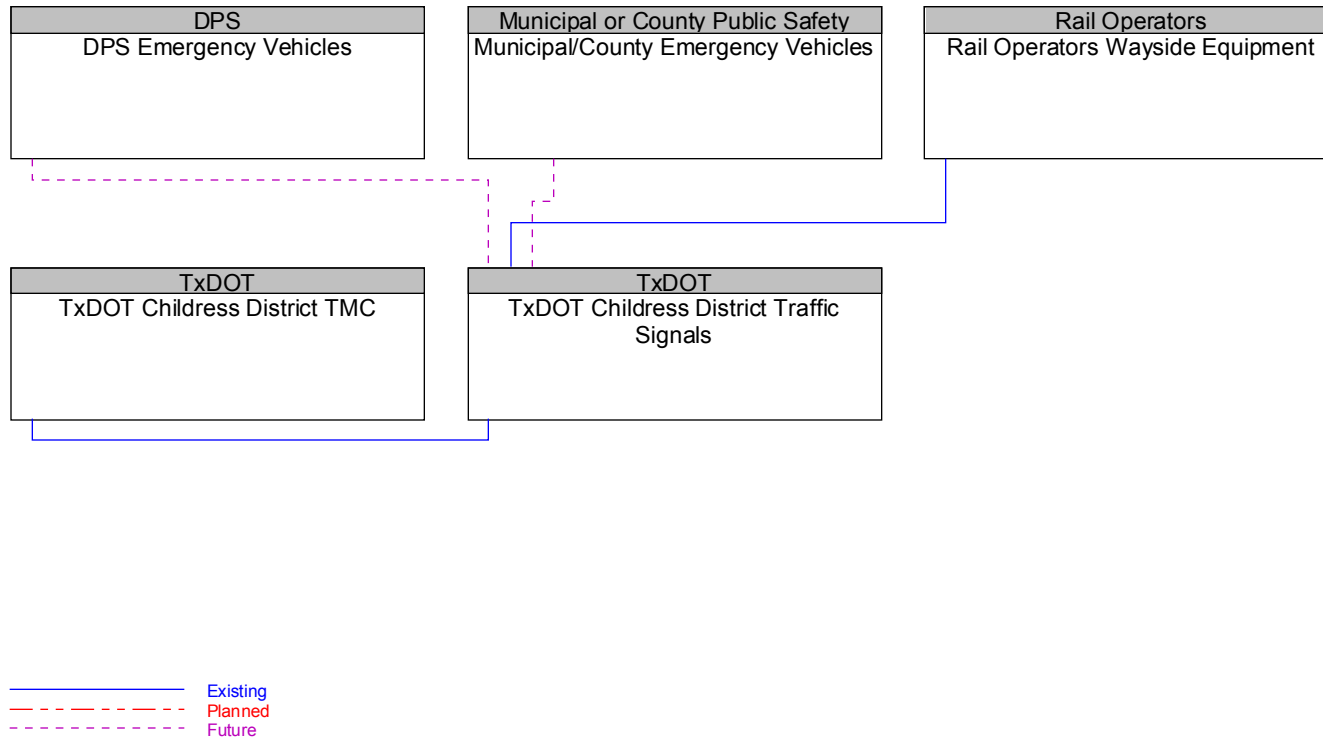 DPS
DPS Emergency Vehicles
Municipal or County Public Safety
Municipal/County Emergency Vehicles
Rail Operators
Rail Operators Wayside Equipment
TxDOT
TxDOT Childress District TMC
TxDOT
TxDOT Childress District Traffic
Signals
Existing
Planned
Future